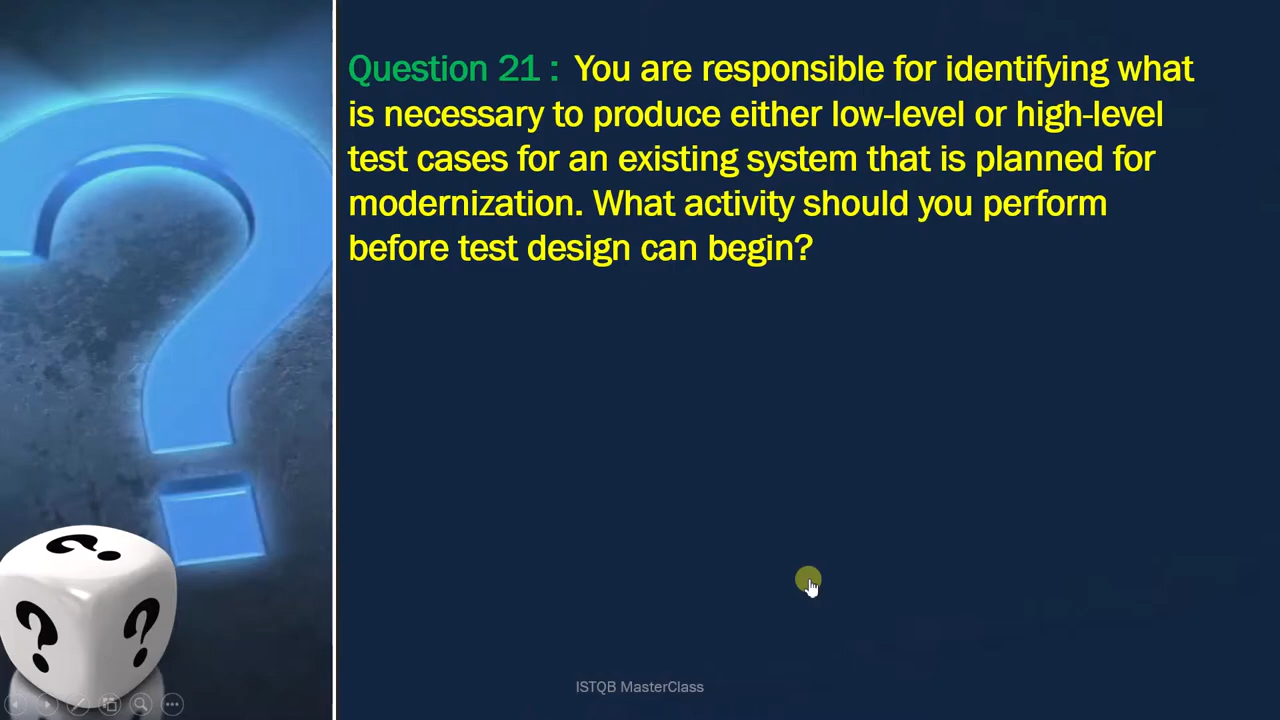 Question 21 : You are responsible for identifying what
is necessary to produce either low-level or high-level
test cases for an existing system that is planned for
modernization. What activity should you perform
before test design can begin?
ISTQB MasterClass